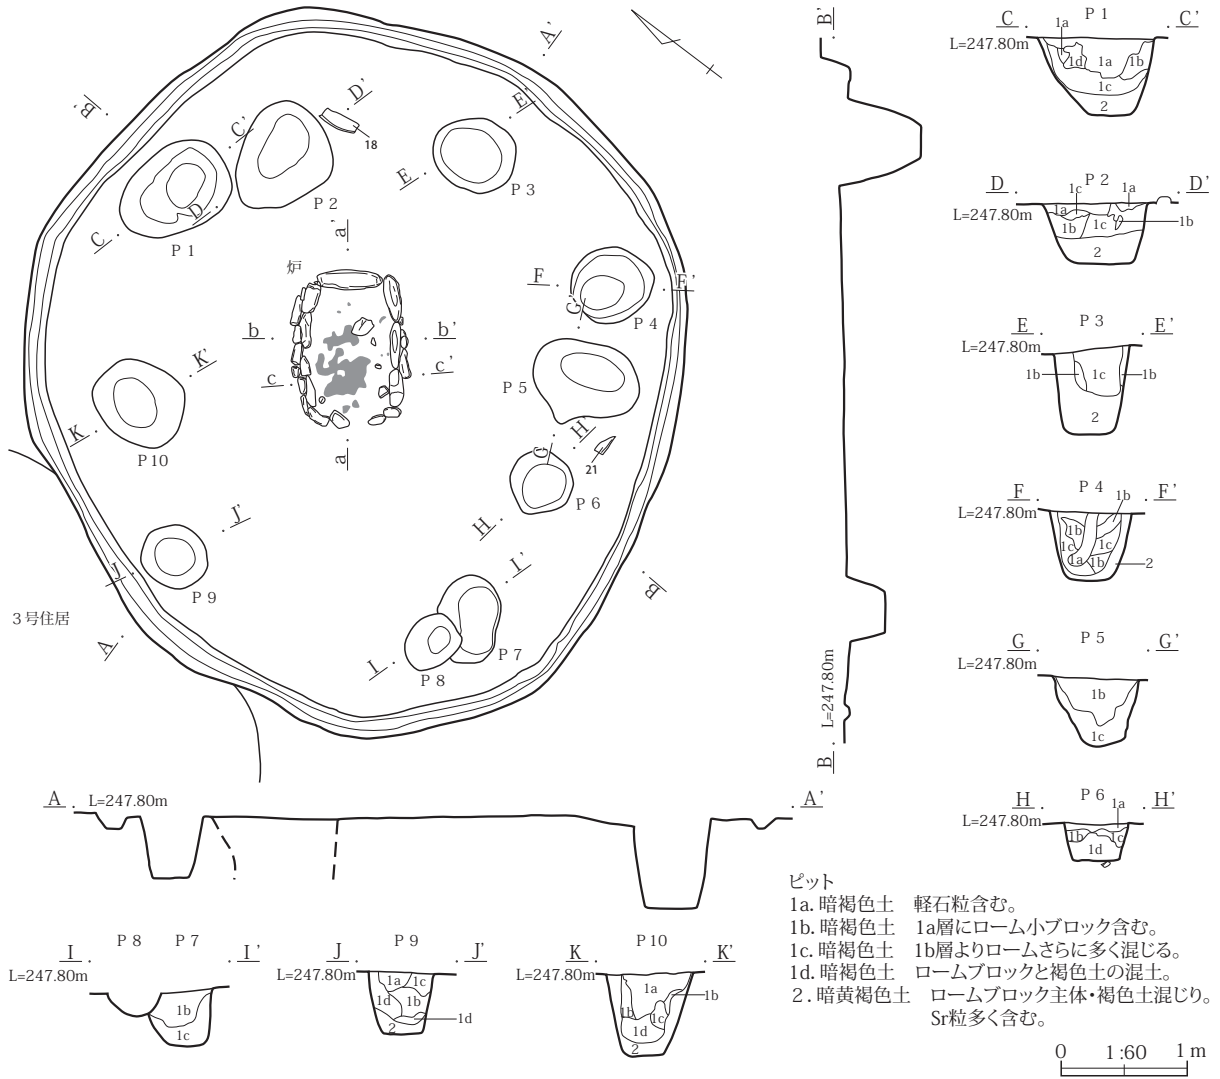 A'
B'
D'
E'
C'
18
E
P 3
D
P 2
C
P 1
a'
炉
F
F'
G'
P 4
b
b'
c
c'
K'
P 5
K
H'
G
a
21
P 10
P 6
H
J'
I'
J
B
P 9
3号住居
A
P 7
I
P 8
B'
L=247.80m
B
C
P 1
C'
L=247.80m
1a
1d
1a
1b
1c
2
D
P 2
D'
L=247.80m
1c
1a
1a
1b
1c
1b
2
E
P 3
E'
L=247.80m
1b
1c
1b
2
F
P 4
F'
L=247.80m
1b
1b
1c
1c
1a
1b
2
G
P 5
G'
L=247.80m
1b
1c
H
P 6
H'
L=247.80m
1a
1b
1c
1d
A
L=247.80m
A'
I
P 8
P 7
I'
L=247.80m
1b
1c
J
P 9
J'
L=247.80m
1a
1c
1d
1b
1d
2
K
P 10
K'
L=247.80m
1a
1b
1b
1c
1d
2
ピット
1a. 暗褐色土　軽石粒含む。
1b. 暗褐色土　1a層にローム小ブロック含む。
1c. 暗褐色土　1b層よりロームさらに多く混じる。
1d. 暗褐色土　ロームブロックと褐色土の混土。
2. 暗黄褐色土　ロームブロック主体・褐色土混じり。
Sr粒多く含む。
0 1:60 1 m